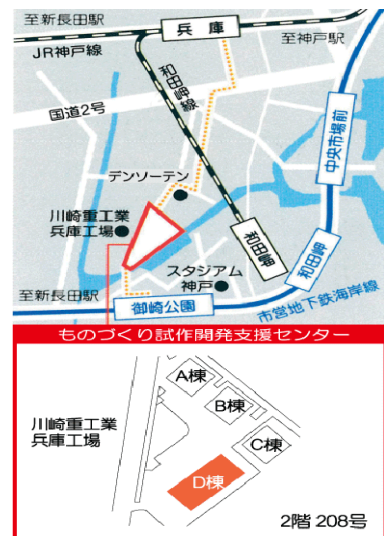 至新長田駅
兵庫
至神戸駅
JR神戸線
和田岬線
国道2号
中央市場前
デンソーテン
川崎重工業
兵庫工場
和田岬
和田岬
スタジアム
神戸
至新長田駅
御崎公園
市営地下鉄海岸線
ものづくり試作開発支援センター
A棟
B棟
川崎重工業
兵庫工場
C棟
D棟
2階 208号